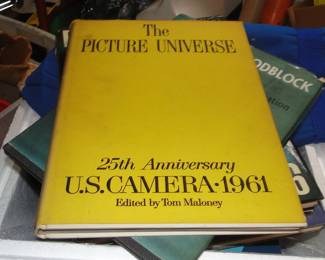 The
PICTURE UNIVERSE
25th Anniversary
U.S.CAMERA·1961
Edited by Tom Maloney
ODBLOCK